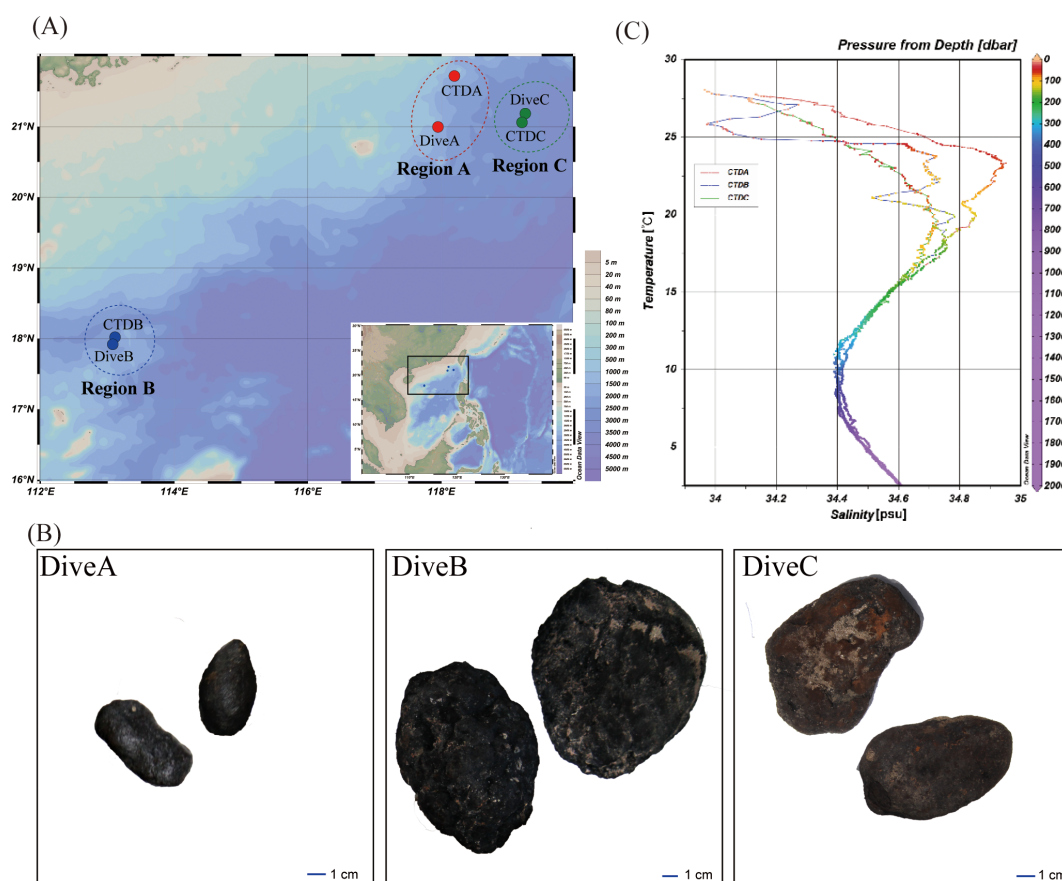 (A)
CTDA
DiveA
Region A
DiveC
CTDC
Region C
CTDB
DiveB
Region B
21°N
20°N
19°N
18°N
17°N
16°N
112°E
114°E
116°E
118°E
5 m
20 m
40 m
60 m
80 m
100 m
200 m
300 m
500 m
1000 m
2000 m
2500 m
3000 m
3500 m
4000 m
4500 m
5000 m
Ocean Data View
(C)
Pressure from Depth [dbar]
30
25
20
15
10
5
Temperature [°C]
CTDA
CTDB
CTDC
34
34.2
34.4
34.6
34.8
35
Salinity [psu]
0
100
200
300
400
500
600
700
800
900
1000
1100
1200
1300
1400
1500
1600
1700
1800
1900
2000
Ocean Data View
(B)
DiveA
1 cm
DiveB
1 cm
DiveC
1 cm